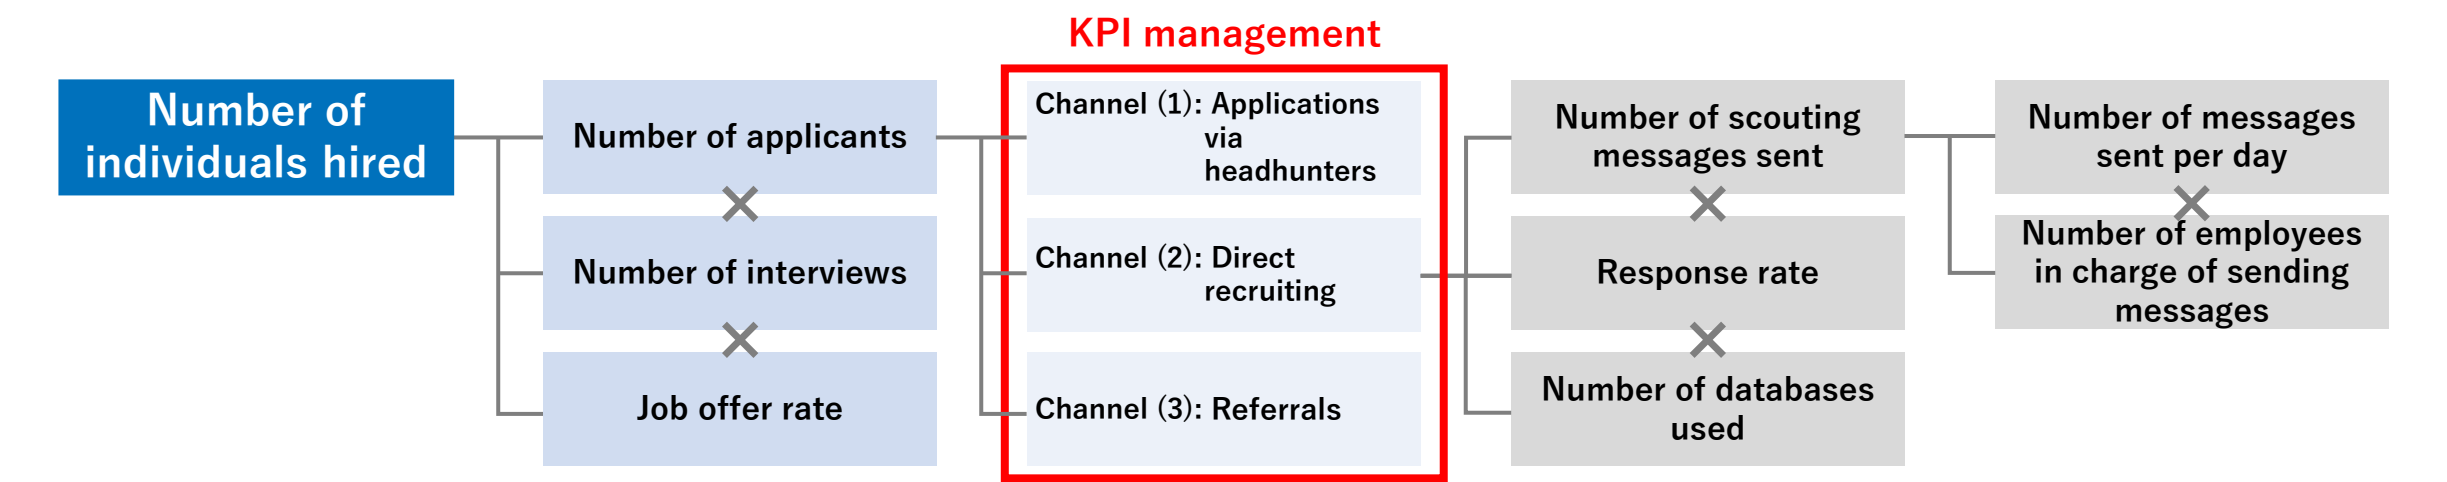 KPI management
Number of
individuals hired
Number of applicants
×
Number of interviews
×
Job offer rate
Channel (1): Applications
via
headhunters
Channel (2): Direct
recruiting
Channel (3): Referrals
Number of scouting
messages sent
×
Response rate
×
Number of databases
used
Number of messages
sent per day
×
Number of employees
in charge of sending
messages